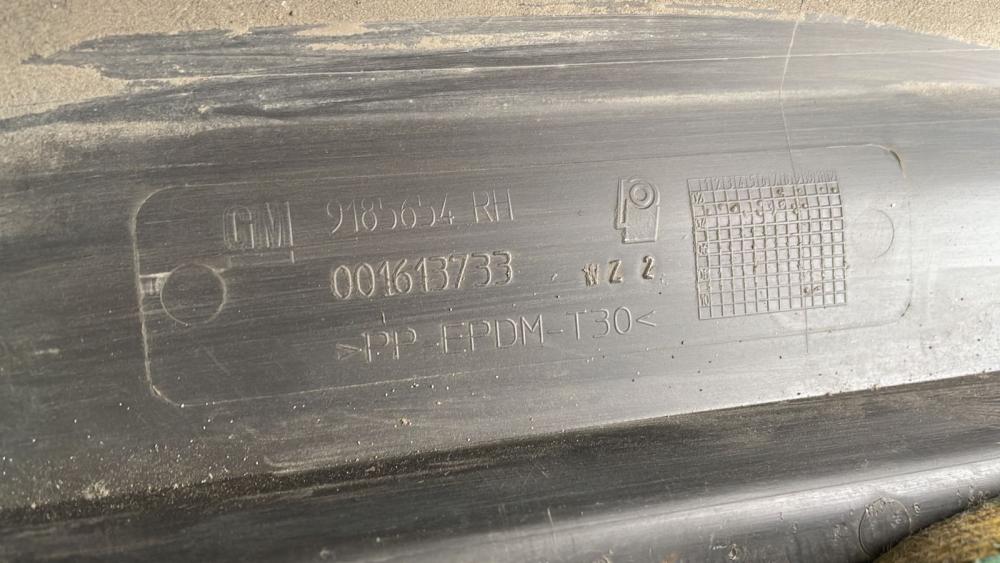 GM 9185654 RH
001613733 WZ 2
>PP EPDM-T30<